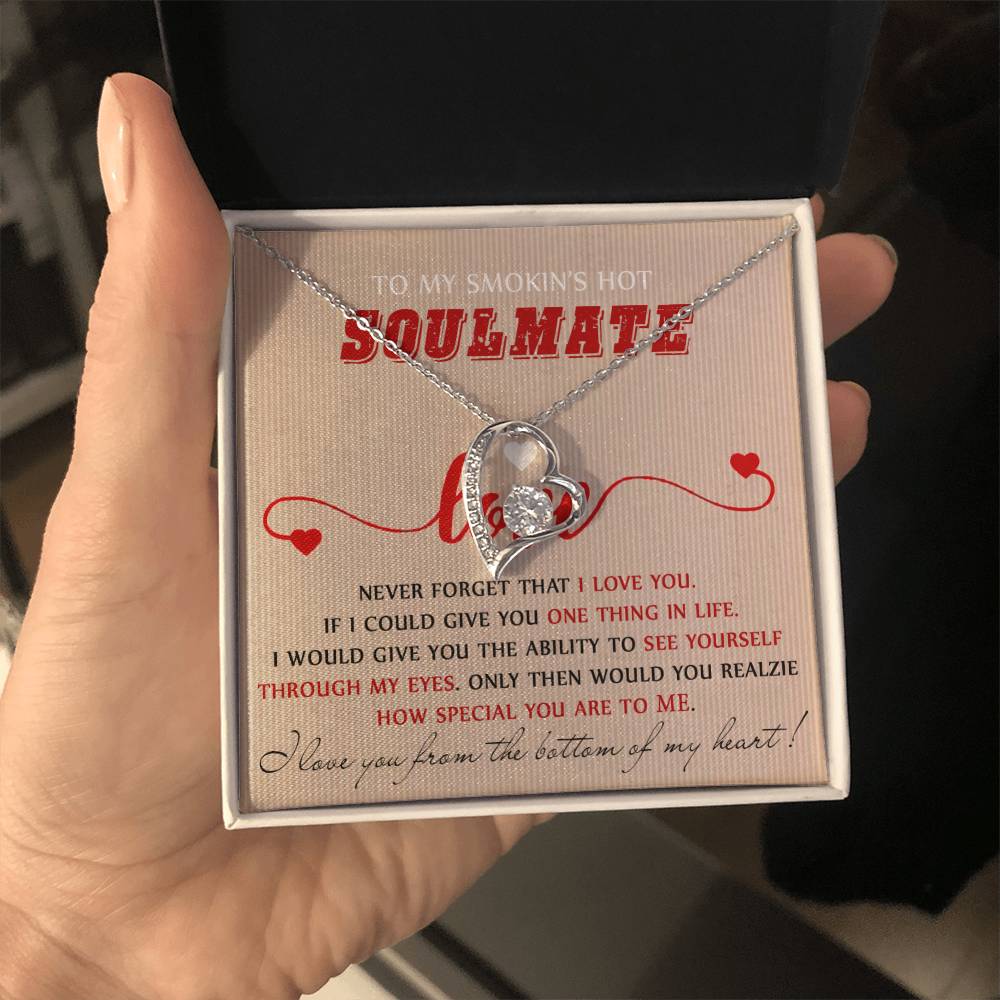 TO MY SMOKIN'S HOT
SOULMATE
love
NEVER FORGET THAT I LOVE YOU.
IF I COULD GIVE YOU ONE THING IN LIFE.
I WOULD GIVE YOU THE ABILITY TO SEE YOURSELF
THROUGH MY EYES. ONLY THEN WOULD YOU REALZIE
HOW SPECIAL YOU ARE TO ME.
I love you from the bottom of my heart!